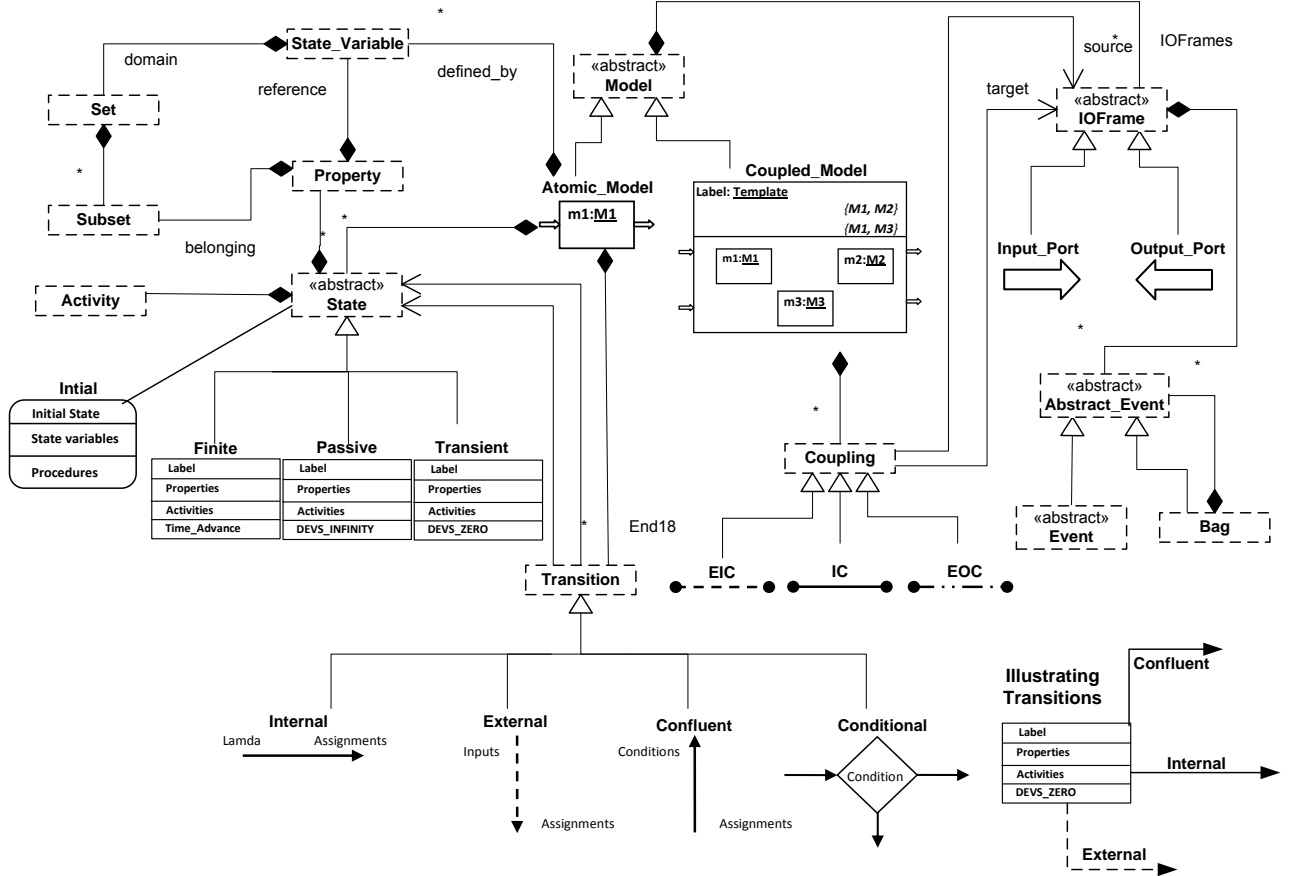 *
State_Variable
domain
defined_by
reference
«abstract»
Model
*
source
IOFrames
target
«abstract»
IOFrame
Set
*
Subset
Property
belonging
*
*
Atomic_Model
m1:M1
Coupled_Model
Label: Template
{M1, M2}
{M1, M3}
m1:M1
m2:M2
m3:M3
Input_Port
Output_Port
Activity
«abstract»
State
*
*
«abstract»
Abstract_Event
Intial
Initial State
State variables
Procedures
Finite
Label
Properties
Activities
Time_Advance
Passive
Label
Properties
Activities
DEVS_INFINITY
Transient
Label
Properties
Activities
DEVS_ZERO
*
Coupling
*
End18
«abstract»
Event
Bag
Transition
EIC
IC
EOC
Internal
Lamda
Assignments
External
Inputs
Assignments
Confluent
Conditions
Assignments
Conditional
Condition
Illustrating
Transitions
Label
Properties
Activities
DEVS_ZERO
Confluent
Internal
External